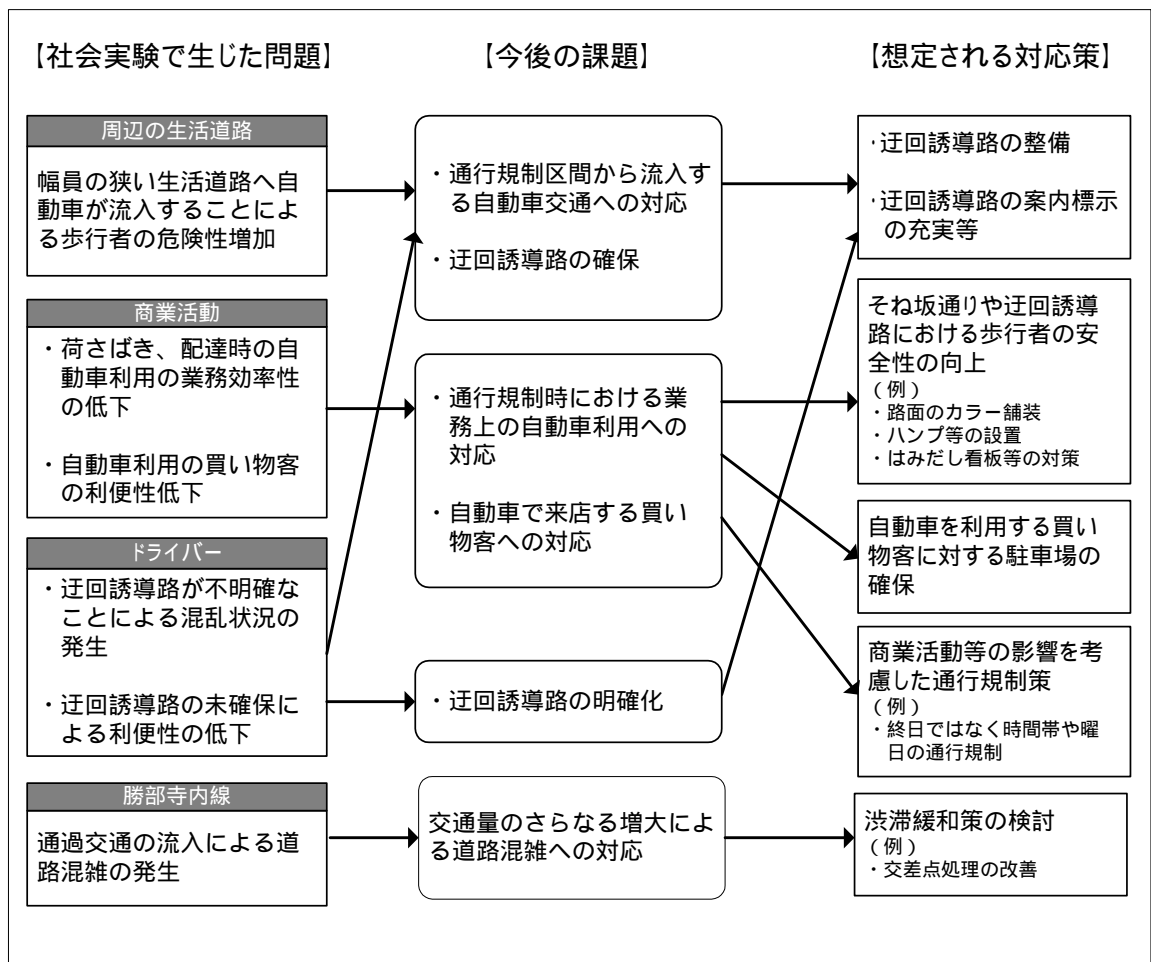 【社会実験で生じた問題】
【今後の課題】
【想定される対応策】
周辺の生活道路
幅員の狭い生活道路へ自
動車が流入することによ
る歩行者の危険性増加
商業活動
・荷さばき、配達時の自
動車利用の業務効率性
の低下
・自動車利用の買い物客
の利便性低下
ドライバー
・迂回誘導路が不明確な
ことによる混乱状況の
発生
・迂回誘導路の未確保に
よる利便性の低下
勝部寺内線
通過交通の流入による道
路混雑の発生
・通行規制区間から流入す
る自動車交通への対応
・迂回誘導路の確保
・通行規制時における業
務上の自動車利用への
対応
・自動車で来店する買い
物客への対応
・迂回誘導路の明確化
交通量のさらなる増大によ
る道路混雑への対応
・迂回誘導路の整備
・迂回誘導路の案内標示
の充実等
そね坂通りや迂回誘導
路における歩行者の安
全性の向上
（例）
・路面のカラー舗装
・ハンプ等の設置
・はみだし看板等の対策
自動車を利用する買い
物客に対する駐車場の
確保
商業活動等の影響を考
慮した通行規制策
（例）
・終日ではなく時間帯や曜
日の通行規制
渋滞緩和策の検討
（例）
・交差点処理の改善